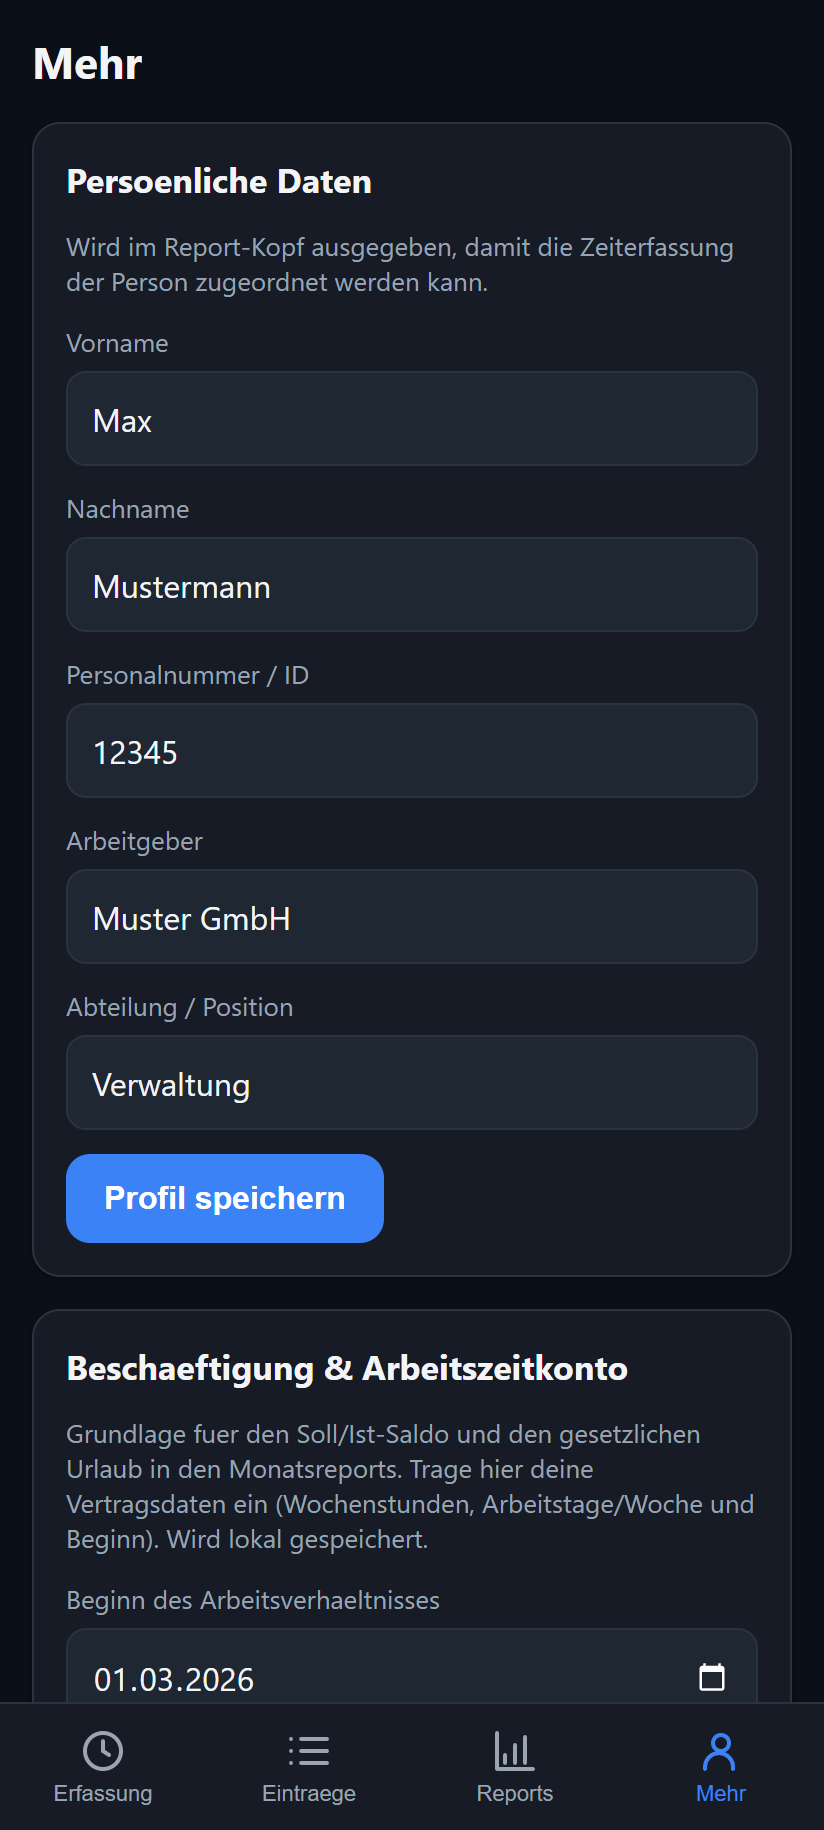 Mehr
Persoenliche Daten
Wird im Report-Kopf ausgegeben, damit die Zeiterfassung
der Person zugeordnet werden kann.
Vorname
Max
Nachname
Mustermann
Personalnummer / ID
12345
Arbeitgeber
Muster GmbH
Abteilung / Position
Verwaltung
Profil speichern
Beschaeftigung & Arbeitszeitkonto
Grundlage fuer den Soll/Ist-Saldo und den gesetzlichen
Urlaub in den Monatsreports. Trage hier deine
Vertragsdaten ein (Wochenstunden, Arbeitstage/Woche und
Beginn). Wird lokal gespeichert.
Beginn des Arbeitsverhaeltnisses
01.03.2026
Erfassung
Eintraege
Reports
Mehr